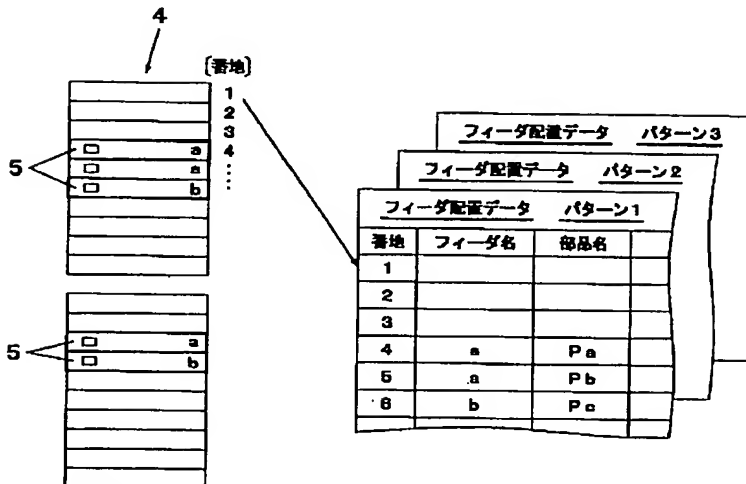 4
〔番地〕
1
2
3
4
‥‥
5
a
a
b
5
a
b
フィーダ配置データ パターン3
フィーダ配置データ パターン2
フィーダ配置データ パターン1
番地 フィーダ名 部品名
1
2
3
4 a Pa
5 a Pb
6 b Pc